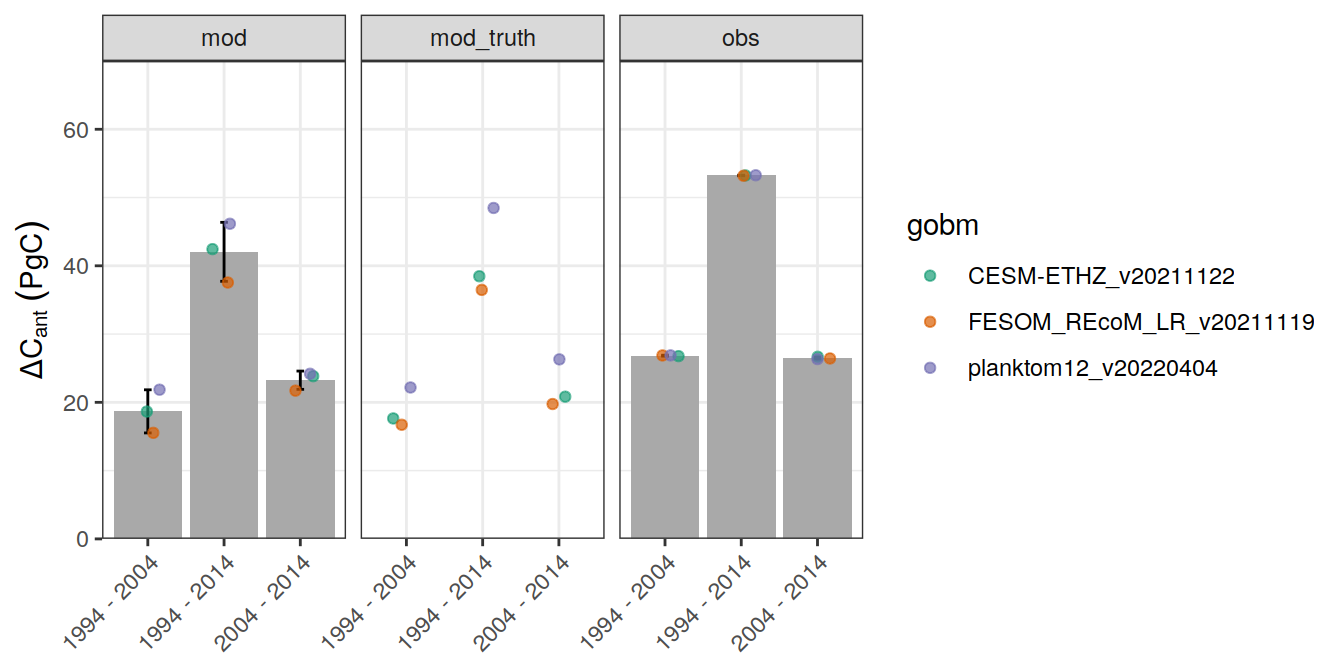 mod
mod_truth
obs
ΔCant (PgC)
60
40
20
0
1994 - 2004
1994 - 2014
2004 - 2014
1994 - 2004
1994 - 2014
2004 - 2014
1994 - 2004
1994 - 2014
2004 - 2014
gobm
CESM-ETHZ_v20211122
FESOM_REcoM_LR_v20211119
planktom12_v20220404